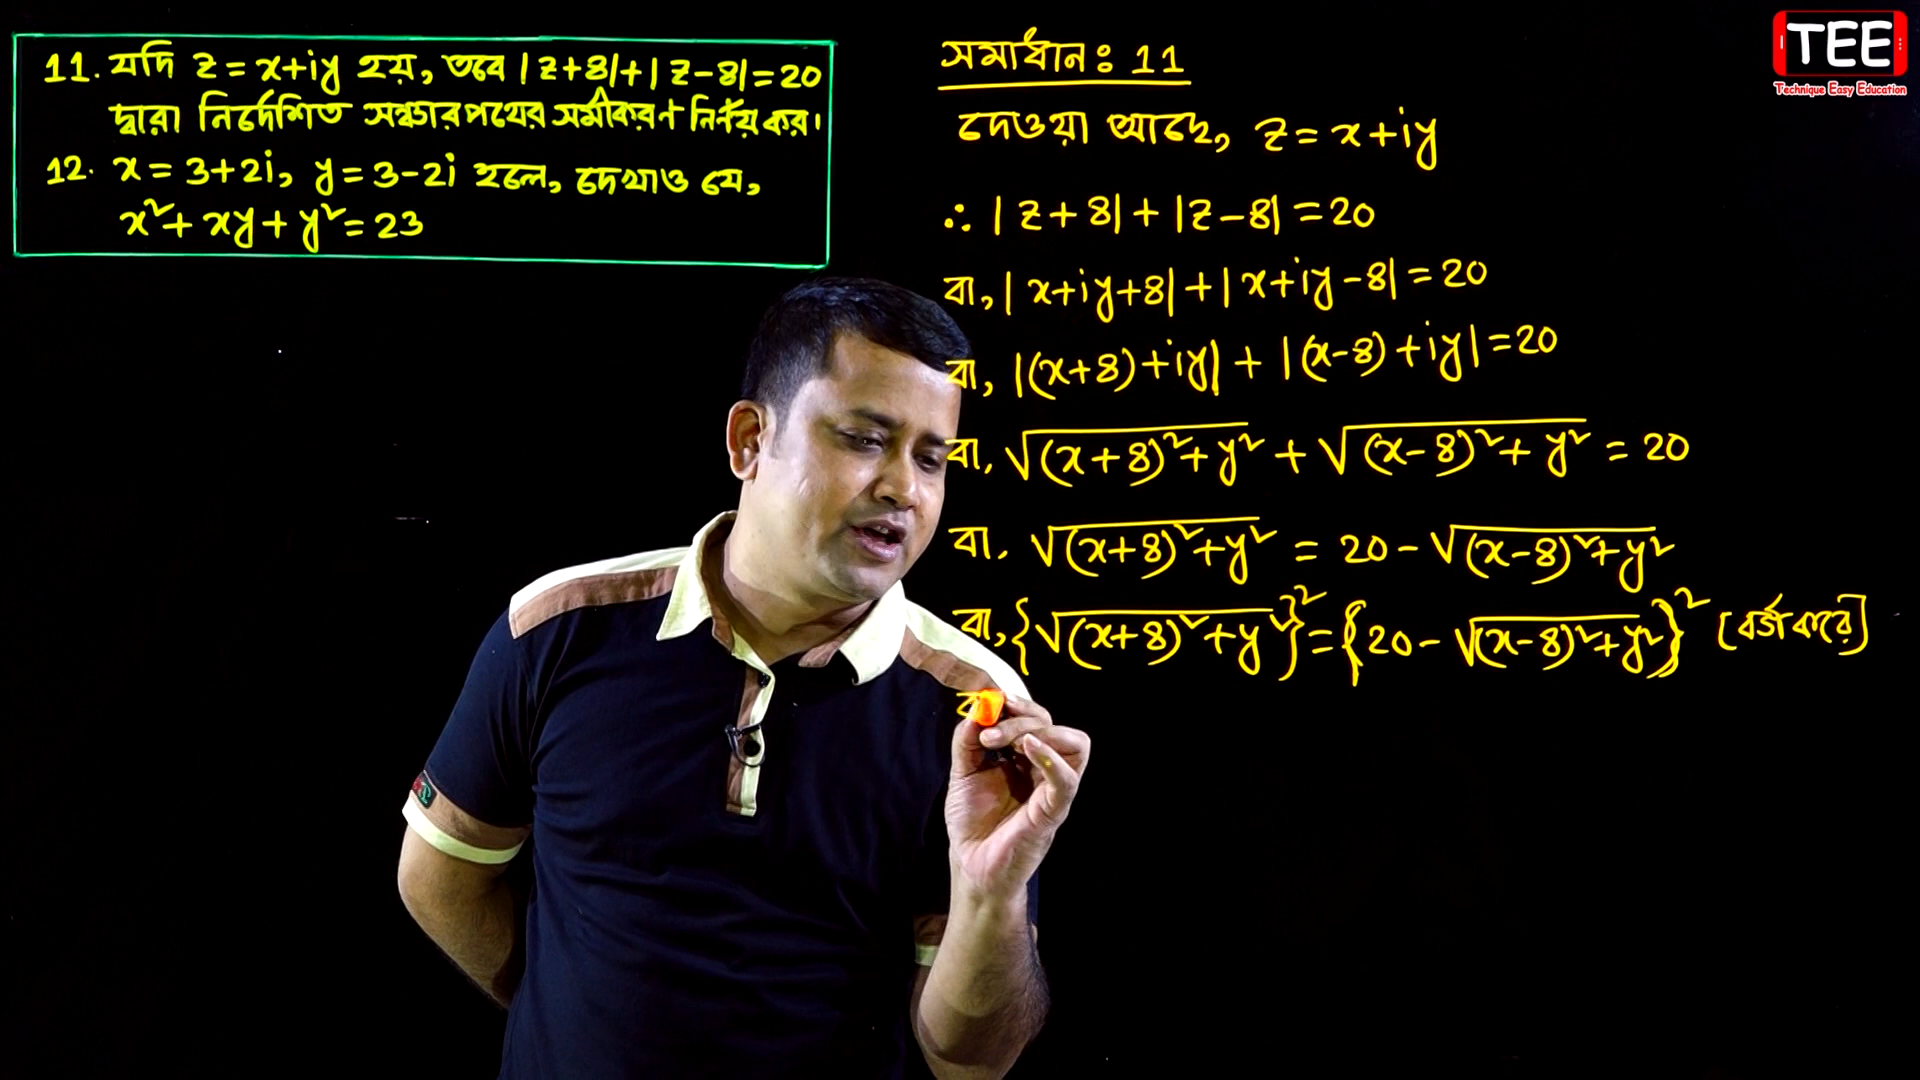 11. যদি z = x+iy হয়, তবে |z+8|+|z-8|=20
দ্বারা নির্দেশিত সঞ্চারপথের সমীকরণ নির্ণয় কর।
12. x = 3+2i, y = 3-2i হলে, দেখাও যে,
x²+ xy + y² = 23
সমাধান: 11
দেওয়া আছে, z = x+iy
∴ |z+8| + |z-8| = 20
বা, |x+iy+8|+|x+iy-8| = 20
বা, |(x+8)+iy| + |(x-8)+iy| = 20
বা, √(x+8)²+y² + √(x-8)²+y² = 20
বা, √(x+8)²+y² = 20 - √(x-8)²+y²
বা, {√(x+8)²+y²}² = {20 - √(x-8)²+y²}² [বর্গ করে]
TEE
Technique Easy Education